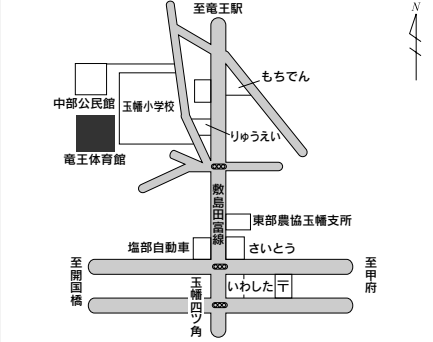 至竜王駅
N
もちでん
中部公民館
玉幡小学校
りゅうえい
竜王体育館
敷島田富線
東部農協玉幡支所
塩部自動車
さいとう
至開国橋
至甲府
いわした
〒
玉幡四ツ角